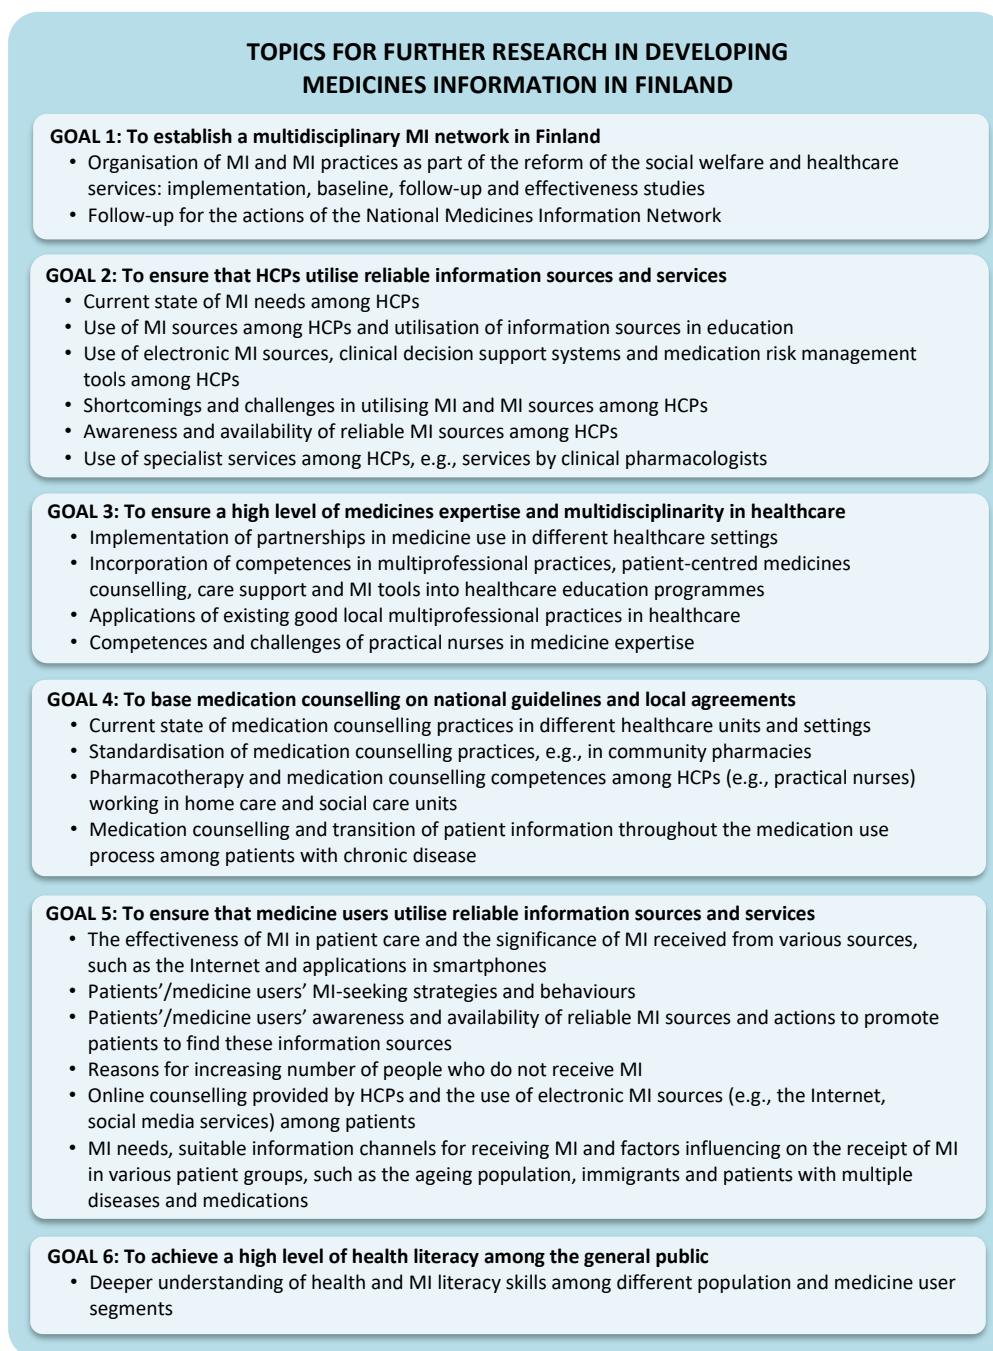 TOPICS FOR FURTHER RESEARCH IN DEVELOPING
MEDICINES INFORMATION IN FINLAND
GOAL 1: To establish a multidisciplinary MI network in Finland
• Organisation of MI and MI practices as part of the reform of the social welfare and healthcare
services: implementation, baseline, follow-up and effectiveness studies
• Follow-up for the actions of the National Medicines Information Network
GOAL 2: To ensure that HCPs utilise reliable information sources and services
• Current state of MI needs among HCPs
• Use of MI sources among HCPs and utilisation of information sources in education
• Use of electronic MI sources, clinical decision support systems and medication risk management
tools among HCPs
• Shortcomings and challenges in utilising MI and MI sources among HCPs
• Awareness and availability of reliable MI sources among HCPs
• Use of specialist services among HCPs, e.g., services by clinical pharmacologists
GOAL 3: To ensure a high level of medicines expertise and multidisciplinarity in healthcare
• Implementation of partnerships in medicine use in different healthcare settings
• Incorporation of competences in multiprofessional practices, patient-centred medicines
counselling, care support and MI tools into healthcare education programmes
• Applications of existing good local multiprofessional practices in healthcare
• Competences and challenges of practical nurses in medicine expertise
GOAL 4: To base medication counselling on national guidelines and local agreements
• Current state of medication counselling practices in different healthcare units and settings
• Standardisation of medication counselling practices, e.g., in community pharmacies
• Pharmacotherapy and medication counselling competences among HCPs (e.g., practical nurses)
working in home care and social care units
• Medication counselling and transition of patient information throughout the medication use
process among patients with chronic disease
GOAL 5: To ensure that medicine users utilise reliable information sources and services
• The effectiveness of MI in patient care and the significance of MI received from various sources,
such as the Internet and applications in smartphones
• Patients’/medicine users’ MI-seeking strategies and behaviours
• Patients’/medicine users’ awareness and availability of reliable MI sources and actions to promote
patients to find these information sources
• Reasons for increasing number of people who do not receive MI
• Online counselling provided by HCPs and the use of electronic MI sources (e.g., the Internet,
social media services) among patients
• MI needs, suitable information channels for receiving MI and factors influencing on the receipt of MI
in various patient groups, such as the ageing population, immigrants and patients with multiple
diseases and medications
GOAL 6: To achieve a high level of health literacy among the general public
• Deeper understanding of health and MI literacy skills among different population and medicine user
segments